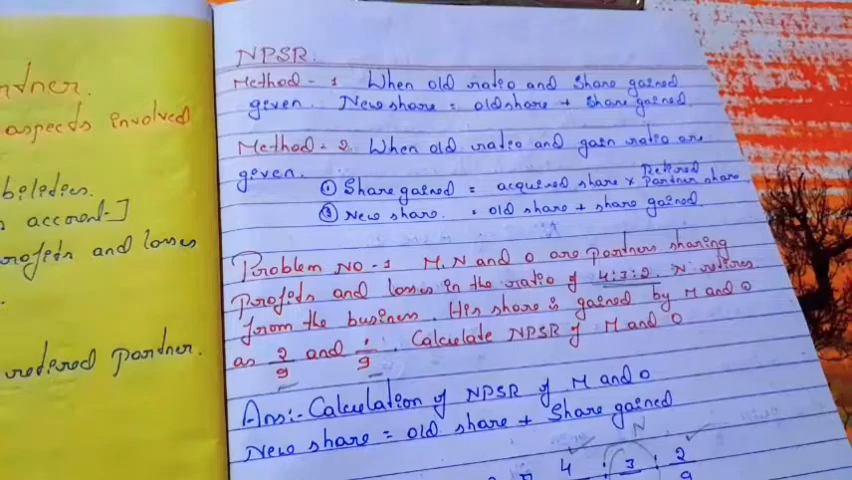 rtner.
aspects involved
bilities.
s account-]
rofits and losses
retired partner.
NPSR.
Method - 1 When old ratio and Share gained
given. New share = old share + Share gained
Method - 2. When old ratio and gain ratio are
given.
① Share gained = acquired share × Retired Partner share
② New share. = old share + share gained
Problem No - 1 M, N and O are partners sharing
profits and losses in the ratio of 4:3:2. N retires
from the business. His share is gained by M and O
as 2/9 and 1/9. Calculate NPSR of M and O
Ans:- Calculation of NPSR of M and O
New share = old share + Share gained
N
4 : 3 : 2
9